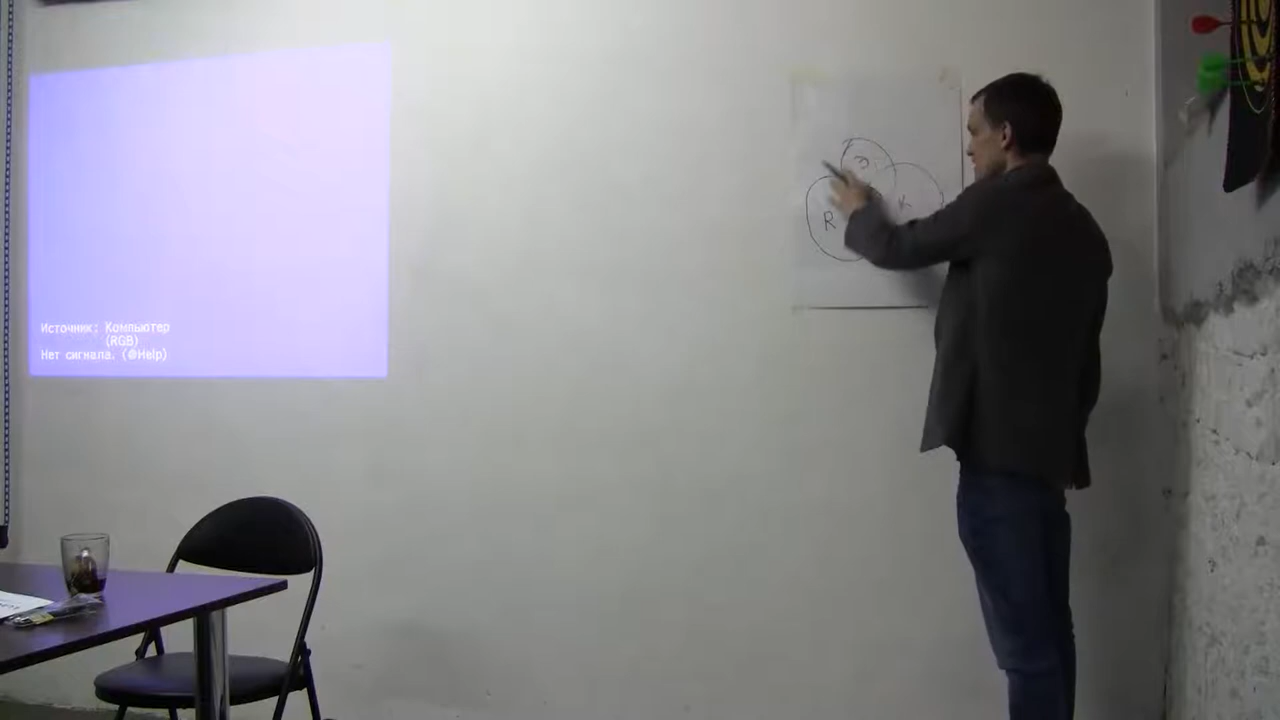 Источник: Компьютер
(RGB)
Нет сигнала. (@Help)
Э
R
К